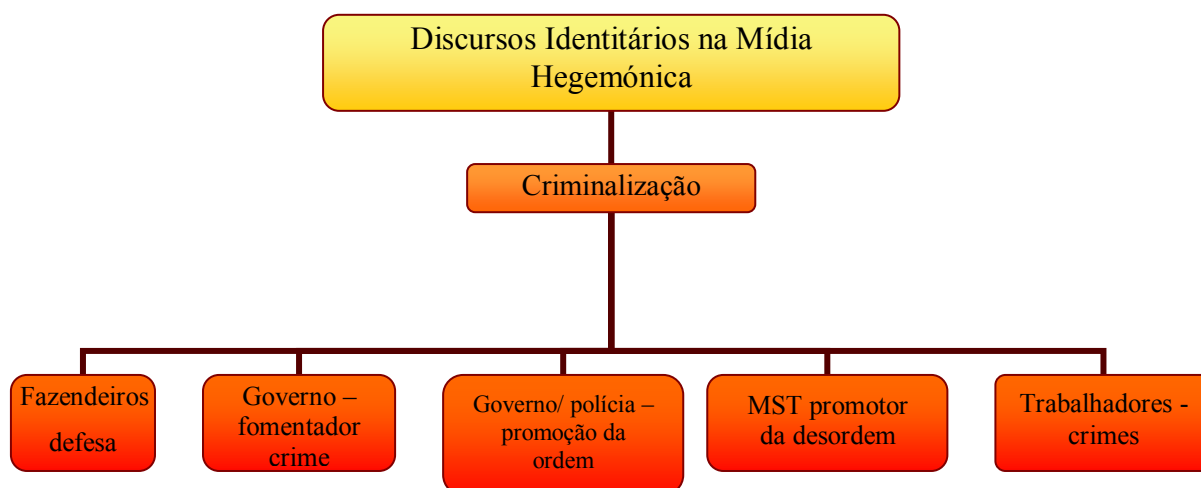 Discursos Identitários na Mídia
Hegemónica
Criminalização
Fazendeiros
defesa
Governo –
fomentador
crime
Governo/ polícia –
promoção da
ordem
MST promotor
da desordem
Trabalhadores -
crimes